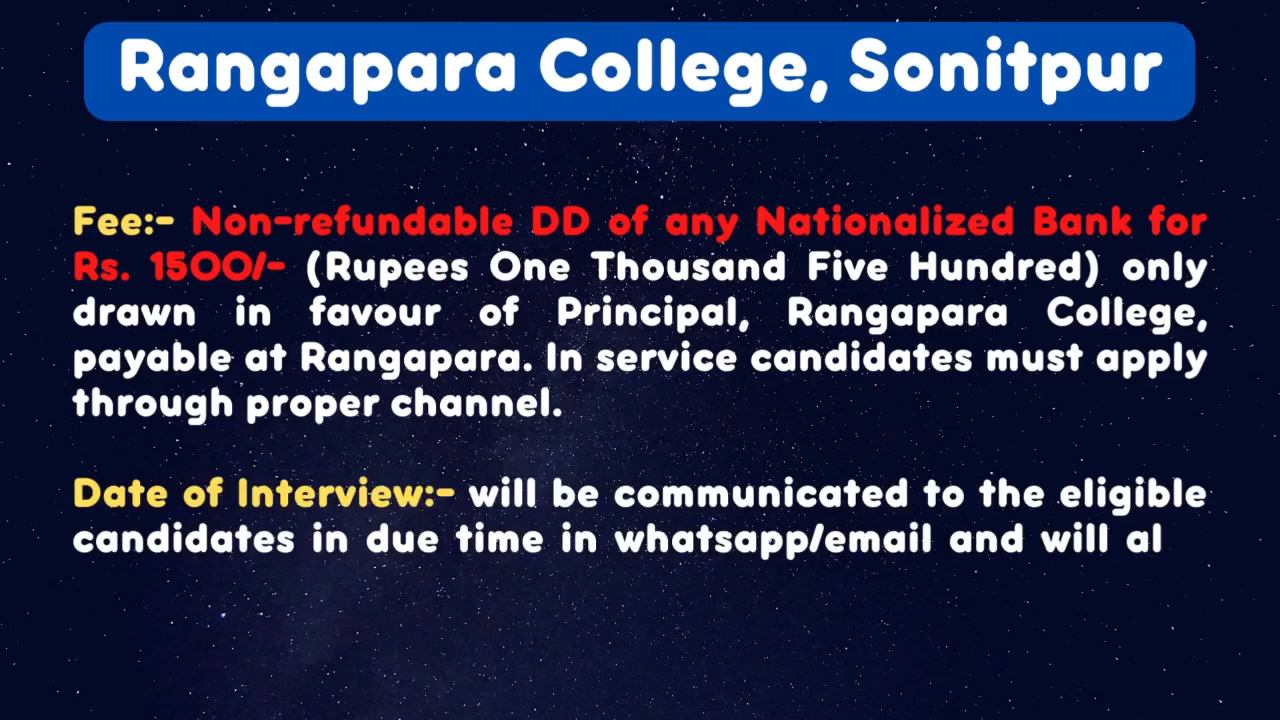 Rangapara College, Sonitpur
Fee:- Non-refundable DD of any Nationalized Bank for
Rs. 1500/- (Rupees One Thousand Five Hundred) only
drawn in favour of Principal, Rangapara College,
payable at Rangapara. In service candidates must apply
through proper channel.
Date of Interview:- will be communicated to the eligible
candidates in due time in whatsapp/email and will al